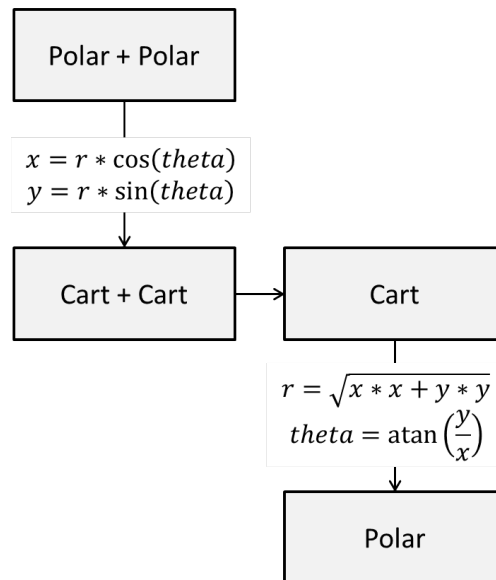 Polar + Polar
x = r * cos(theta)
y = r * sin(theta)
Cart + Cart
Cart
r = √x * x + y * y
theta = atan(y/x)
Polar